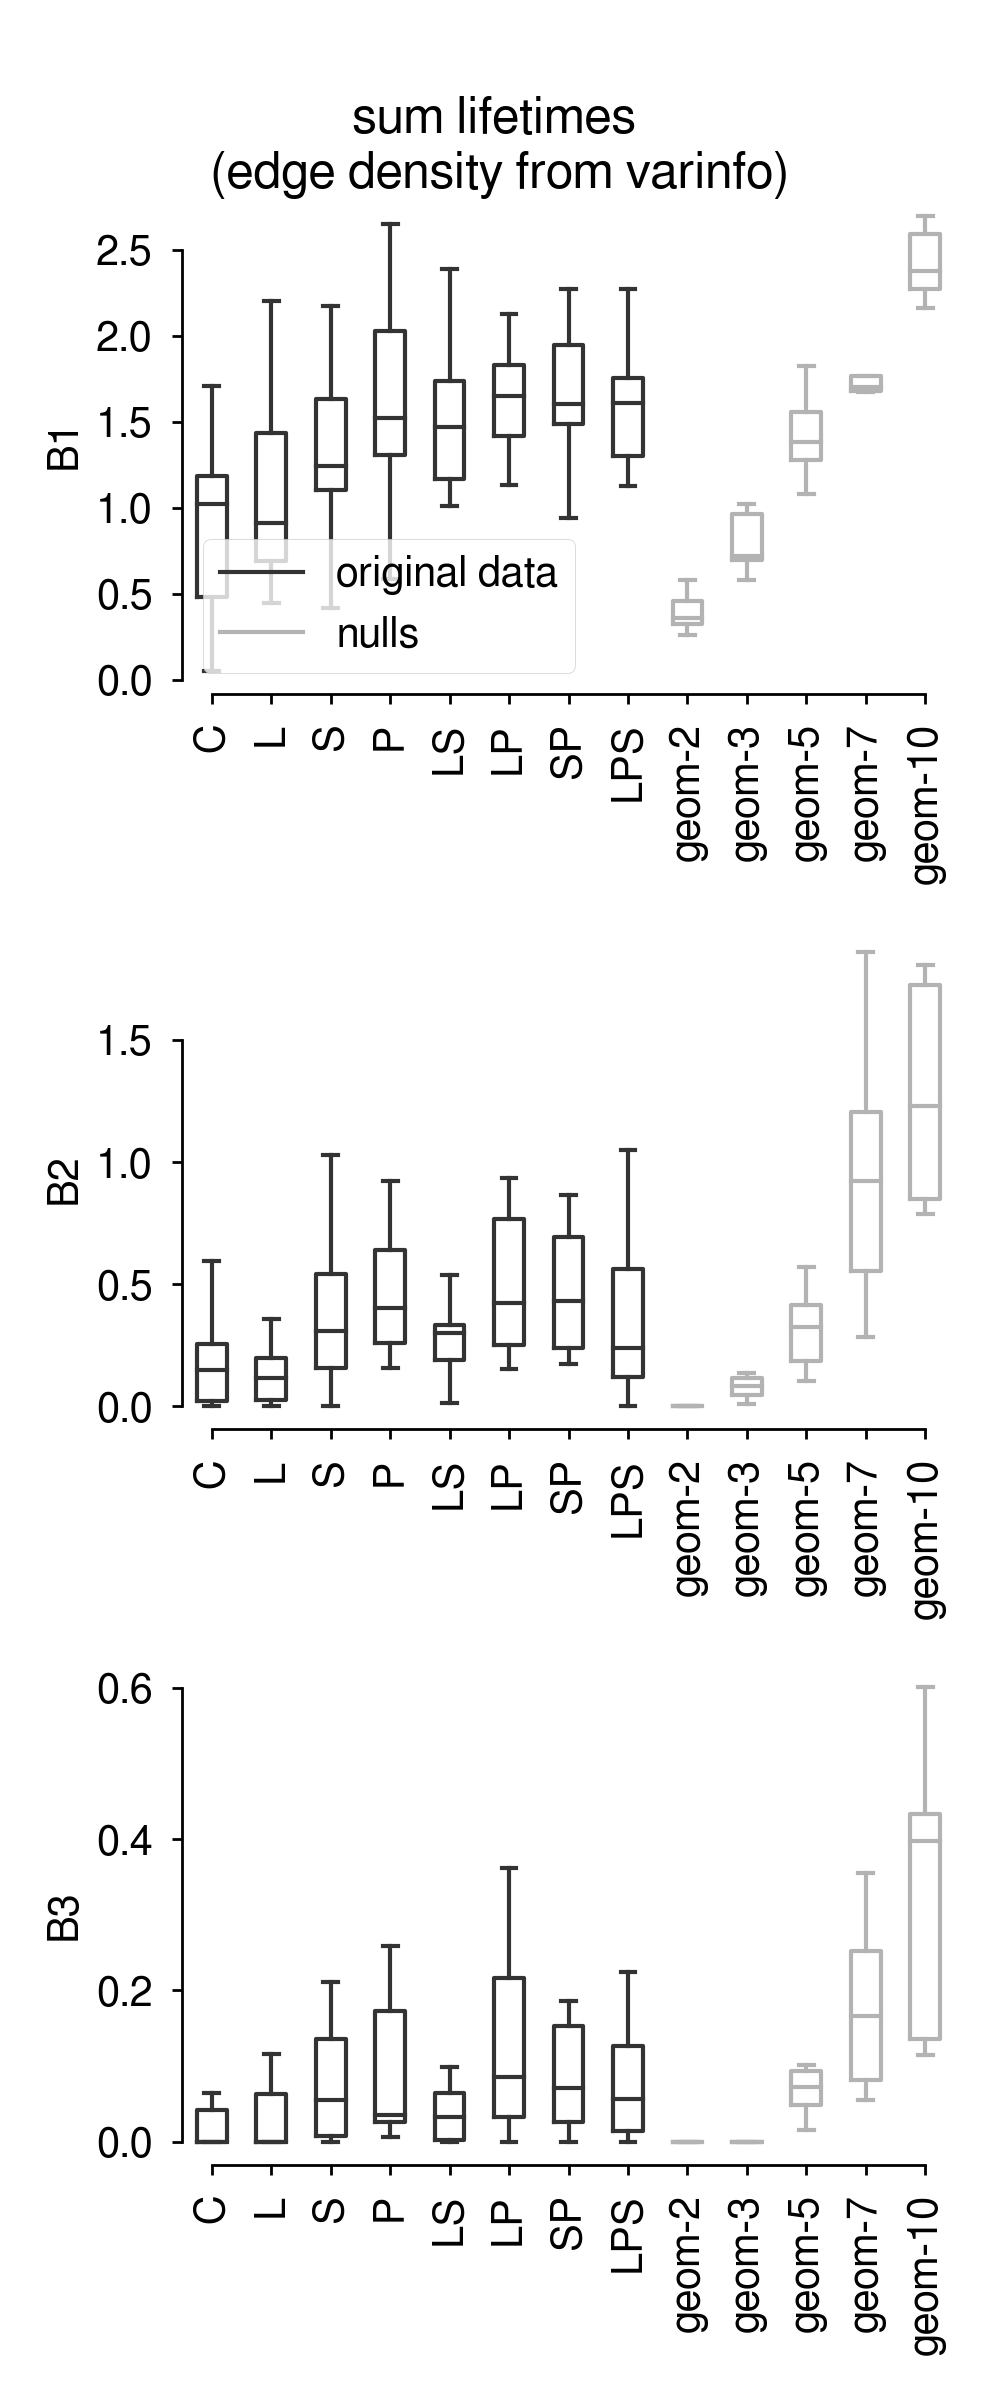 sum lifetimes
(edge density from varinfo)
2.5
2.0
1.5
1.0
0.5
0.0
B1
original data
nulls
C L S P LS LP SP LPS geom-2 geom-3 geom-5 geom-7 geom-10
1.5
1.0
0.5
0.0
B2
C L S P LS LP SP LPS geom-2 geom-3 geom-5 geom-7 geom-10
0.6
0.4
0.2
0.0
B3
C L S P LS LP SP LPS geom-2 geom-3 geom-5 geom-7 geom-10